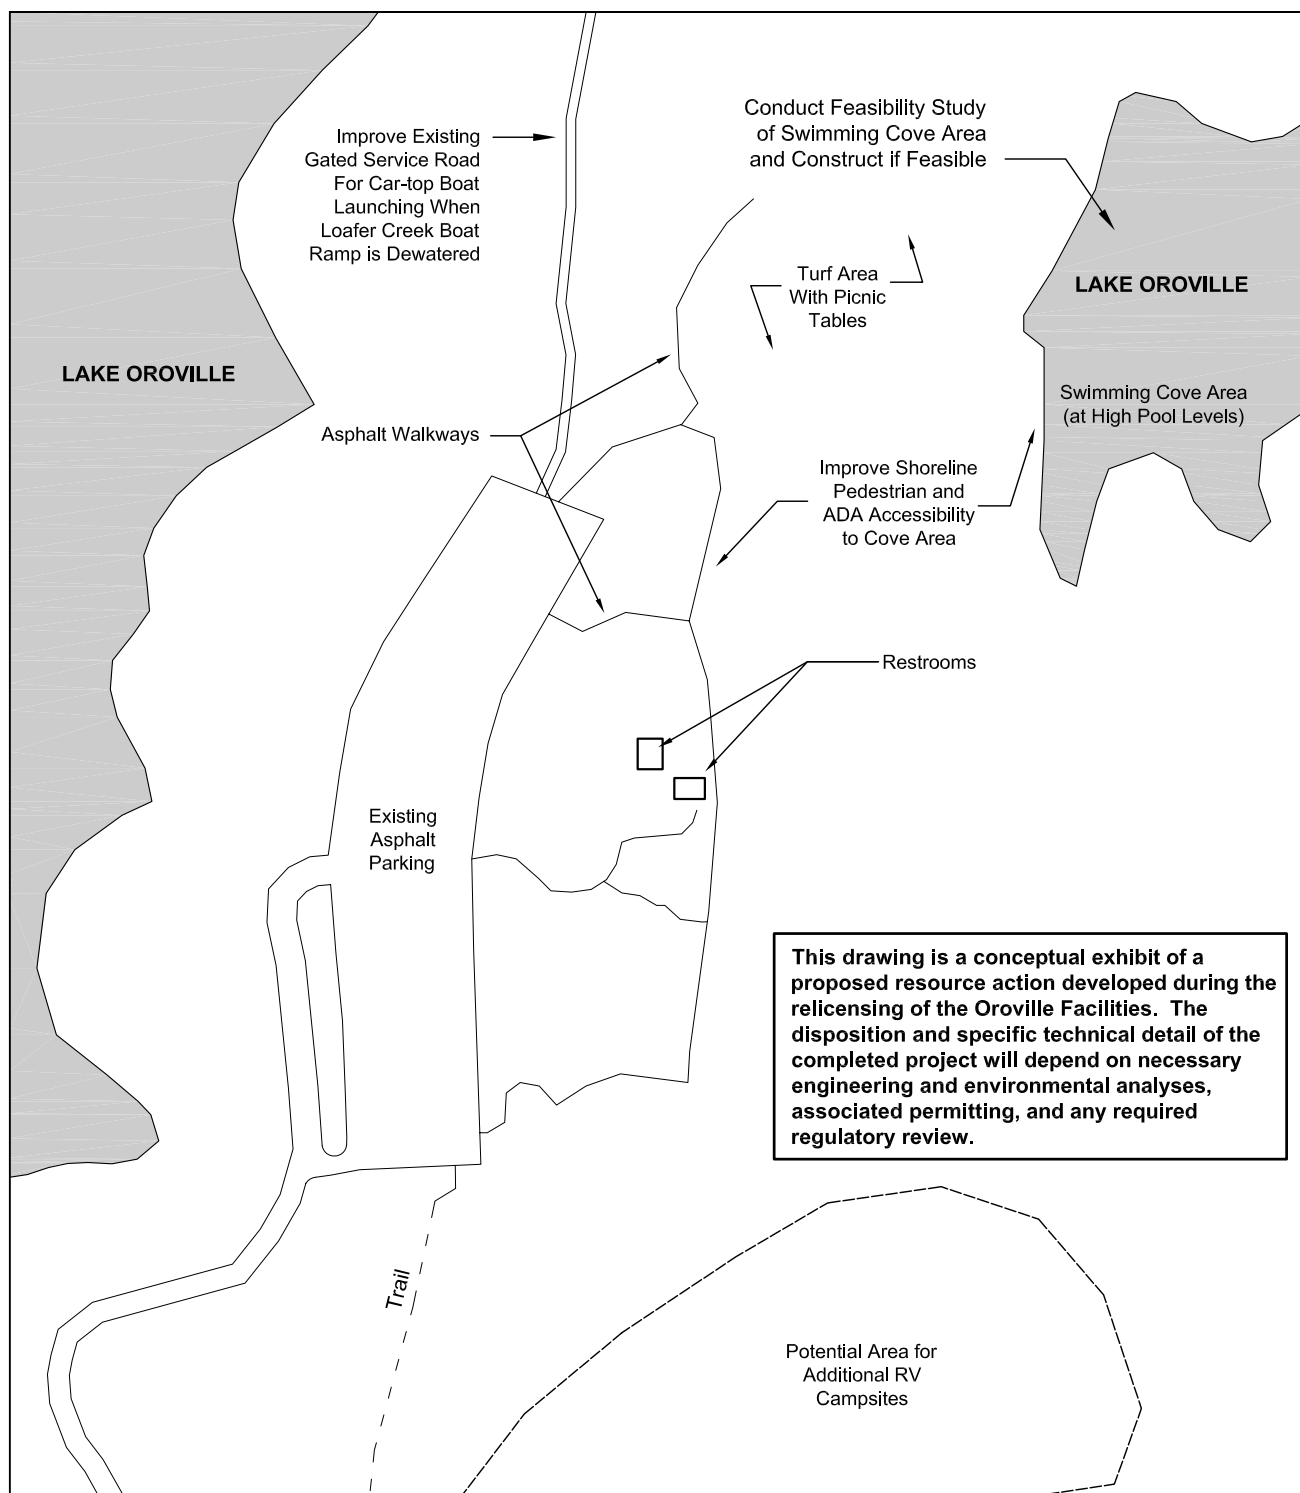 Improve Existing
Gated Service Road
For Car-top Boat
Launching When
Loafer Creek Boat
Ramp is Dewatered
Conduct Feasibility Study
of Swimming Cove Area
and Construct if Feasible
Turf Area
With Picnic
Tables
LAKE OROVILLE
LAKE OROVILLE
Swimming Cove Area
(at High Pool Levels)
Asphalt Walkways
Improve Shoreline
Pedestrian and
ADA Accessibility
to Cove Area
Restrooms
Existing
Asphalt
Parking
This drawing is a conceptual exhibit of a
proposed resource action developed during the
relicensing of the Oroville Facilities.  The
disposition and specific technical detail of the
completed project will depend on necessary
engineering and environmental analyses,
associated permitting, and any required
regulatory review.
Trail
Potential Area for
Additional RV
Campsites